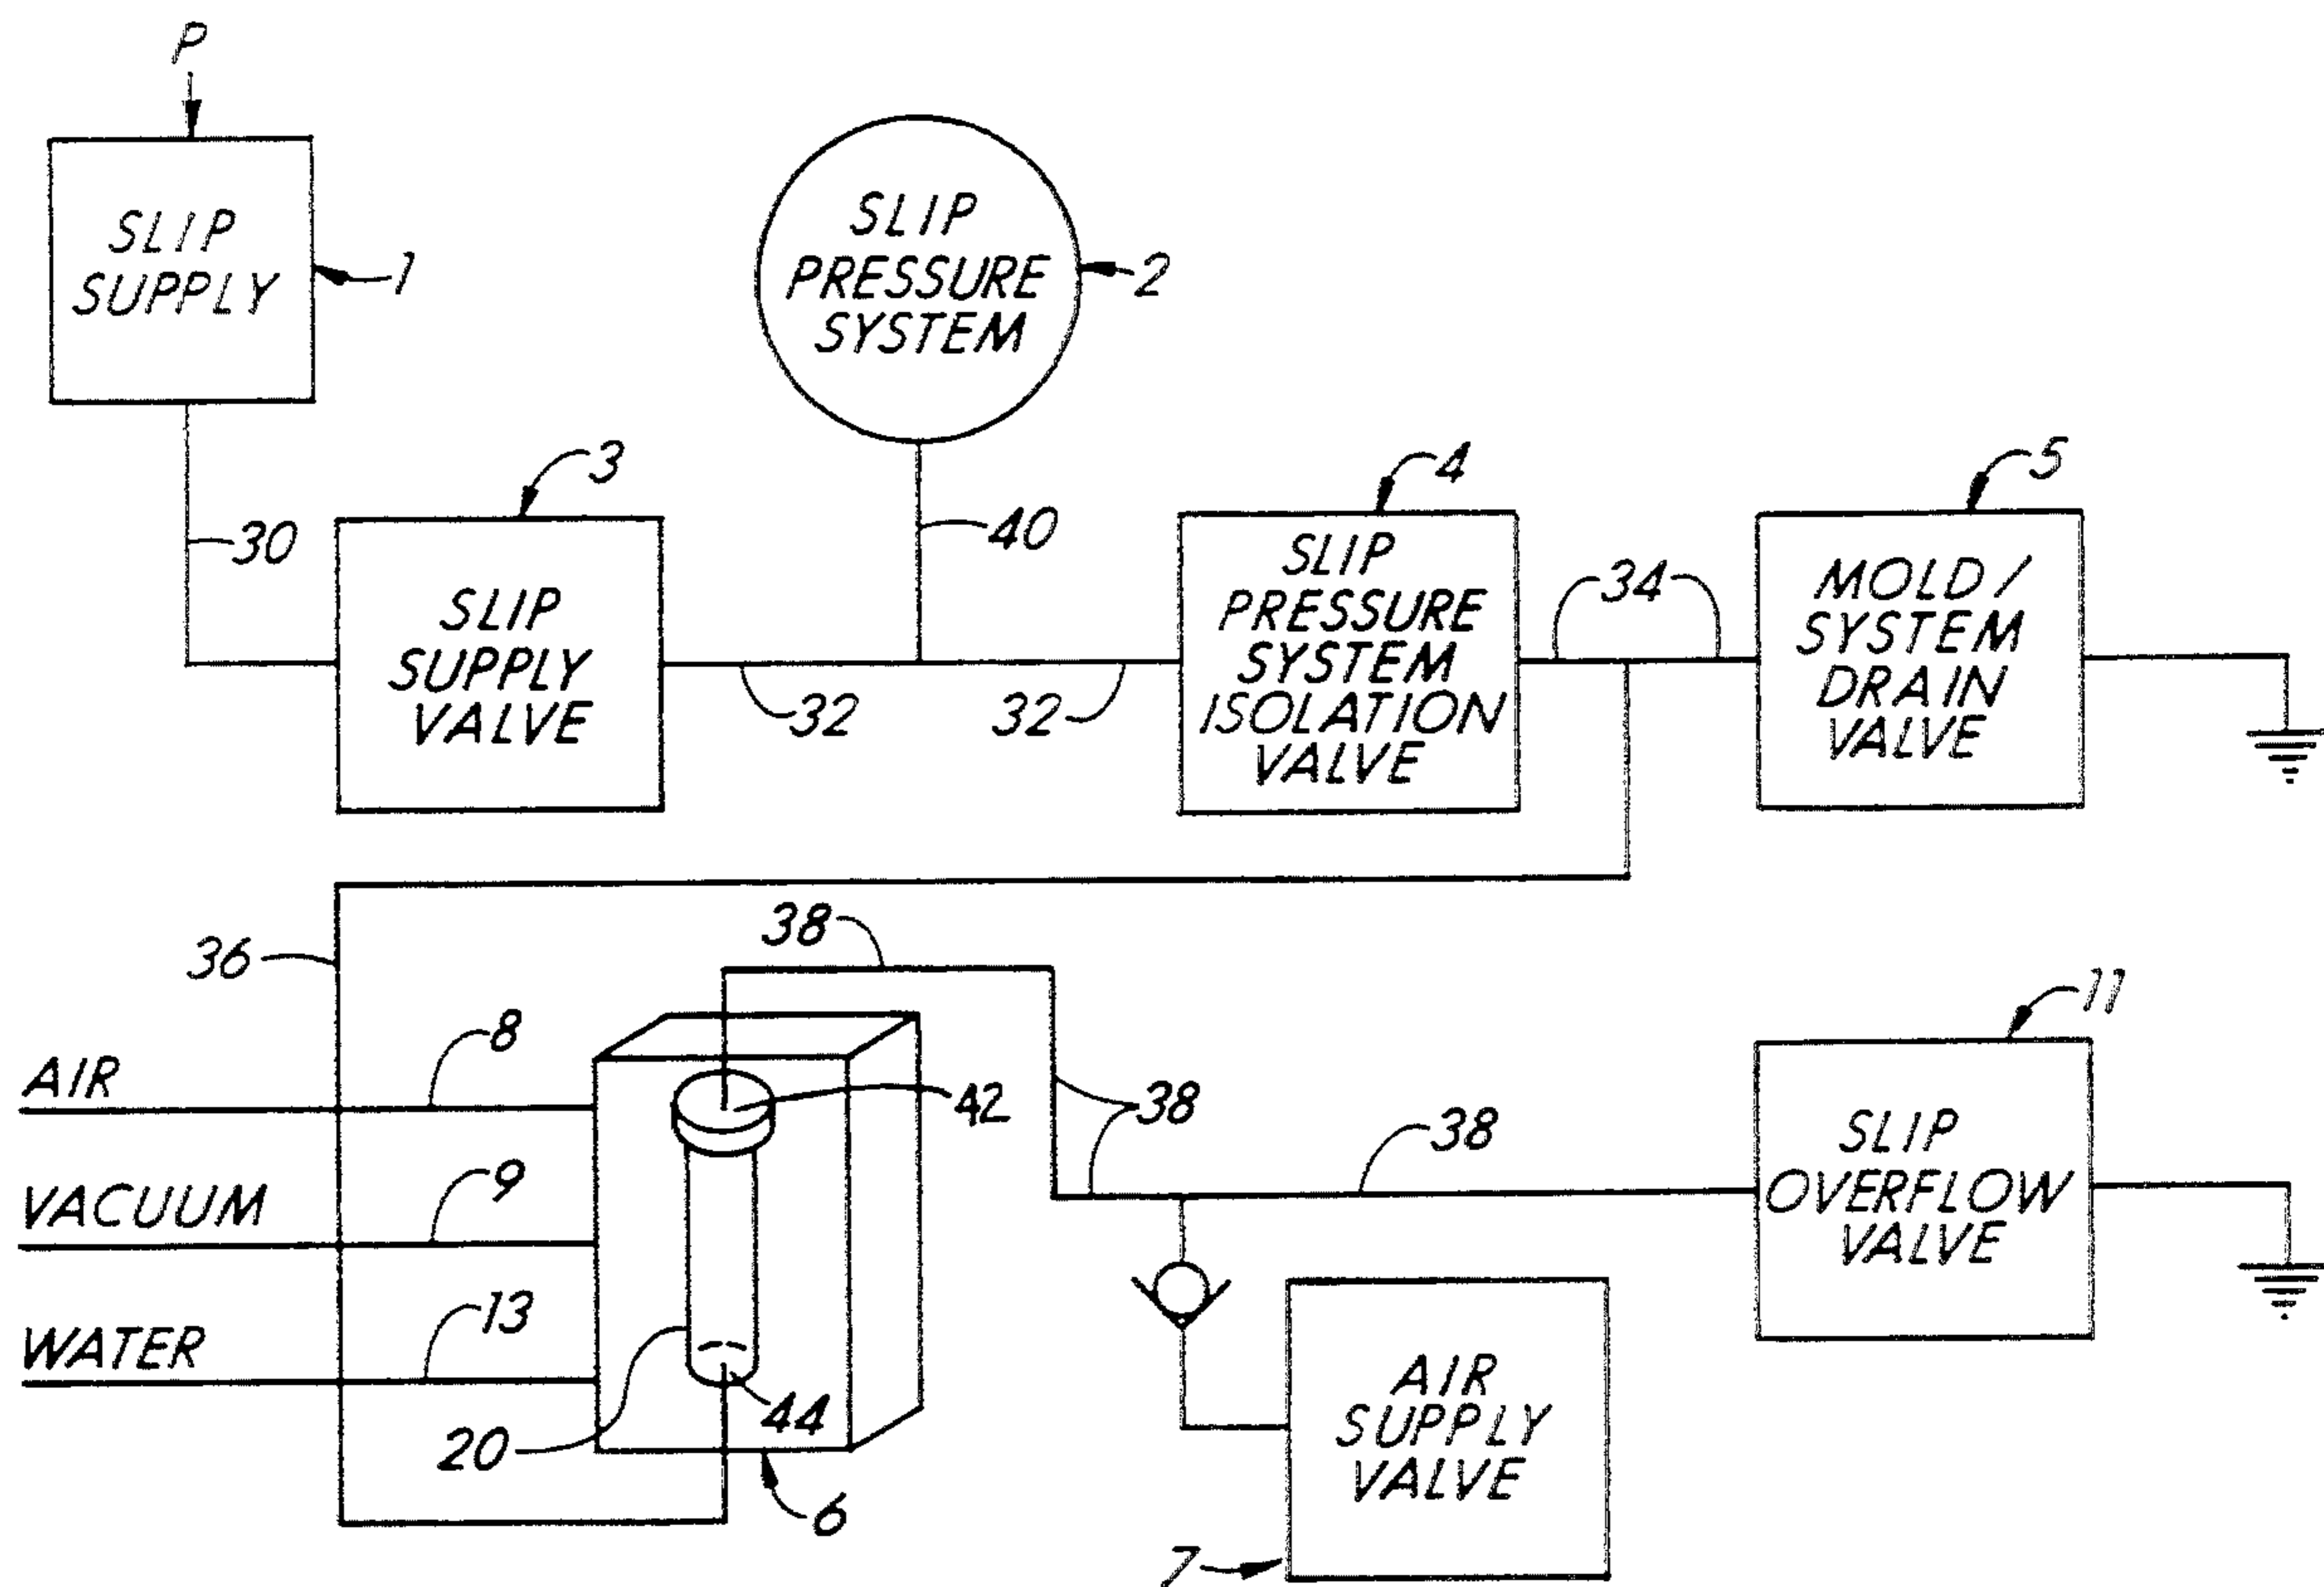 P
SLIP
SUPPLY
1
SLIP
PRESSURE
SYSTEM
2
3
4
5
30
40
34
SLIP
SUPPLY
VALVE
32
32
SLIP
PRESSURE
SYSTEM
ISOLATION
VALVE
MOLD/
SYSTEM
DRAIN
VALVE
36
38
11
AIR
8
42
38
38
VACUUM
9
SLIP
OVERFLOW
VALVE
WATER
13
20
44
6
AIR
SUPPLY
VALVE
7